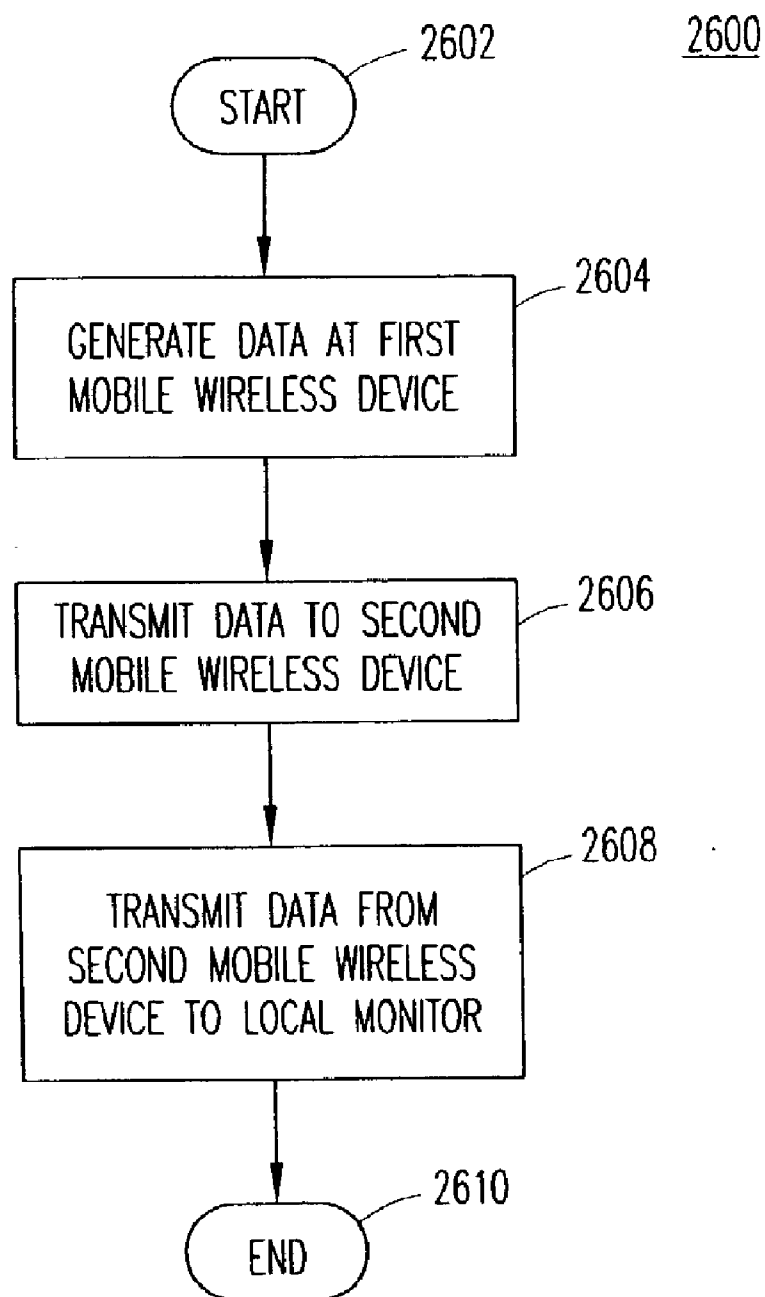 2600
2602
START
2604
GENERATE DATA AT FIRST
MOBILE WIRELESS DEVICE
2606
TRANSMIT DATA TO SECOND
MOBILE WIRELESS DEVICE
2608
TRANSMIT DATA FROM
SECOND MOBILE WIRELESS
DEVICE TO LOCAL MONITOR
2610
END